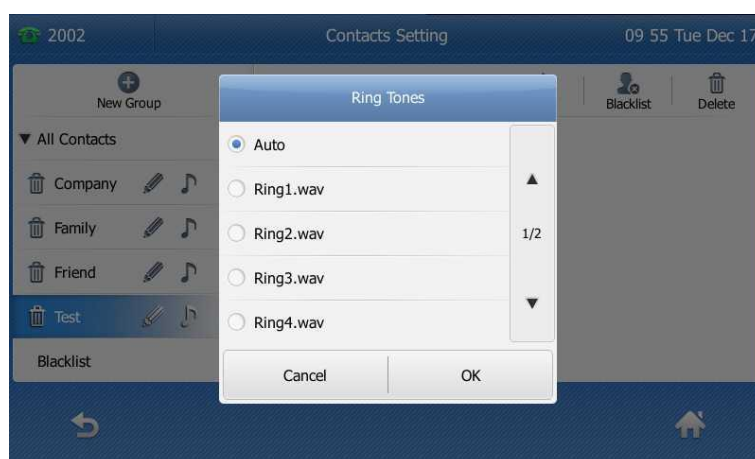 2002 Contacts Setting 09 55 Tue Dec 17
New Group
Blacklist Delete
All Contacts
Company
Family
Friend
Test
Blacklist
Ring Tones
Auto
Ring1.wav
Ring2.wav
1/2
Ring3.wav
Ring4.wav
Cancel OK